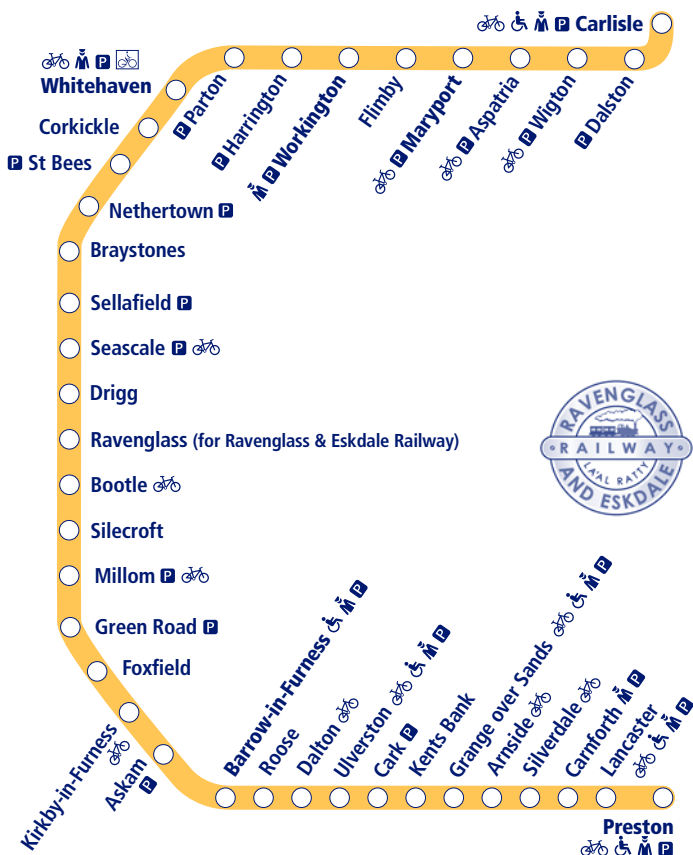 Carlisle
Whitehaven
P Parton
P Harrington
P Workington
Flimby
P Maryport
P Aspatria
P Wigton
P Dalston
Corkickle
P St Bees
Nethertown P
Braystones
Sellafield P
Seascale P
Drigg
Ravenglass (for Ravenglass & Eskdale Railway)
Bootle
Silecroft
Millom P
Green Road P
Foxfield
Kirkby-in-Furness
Askam P
Barrow-in-Furness P
Roose
Dalton
Ulverston P
Cark P
Kents Bank
Grange over Sands P
Arnside
Silverdale
Carnforth P
Lancaster P
Preston
P
RAVENGLASS
RAILWAY
LA'AL RATTY
AND ESKDALE